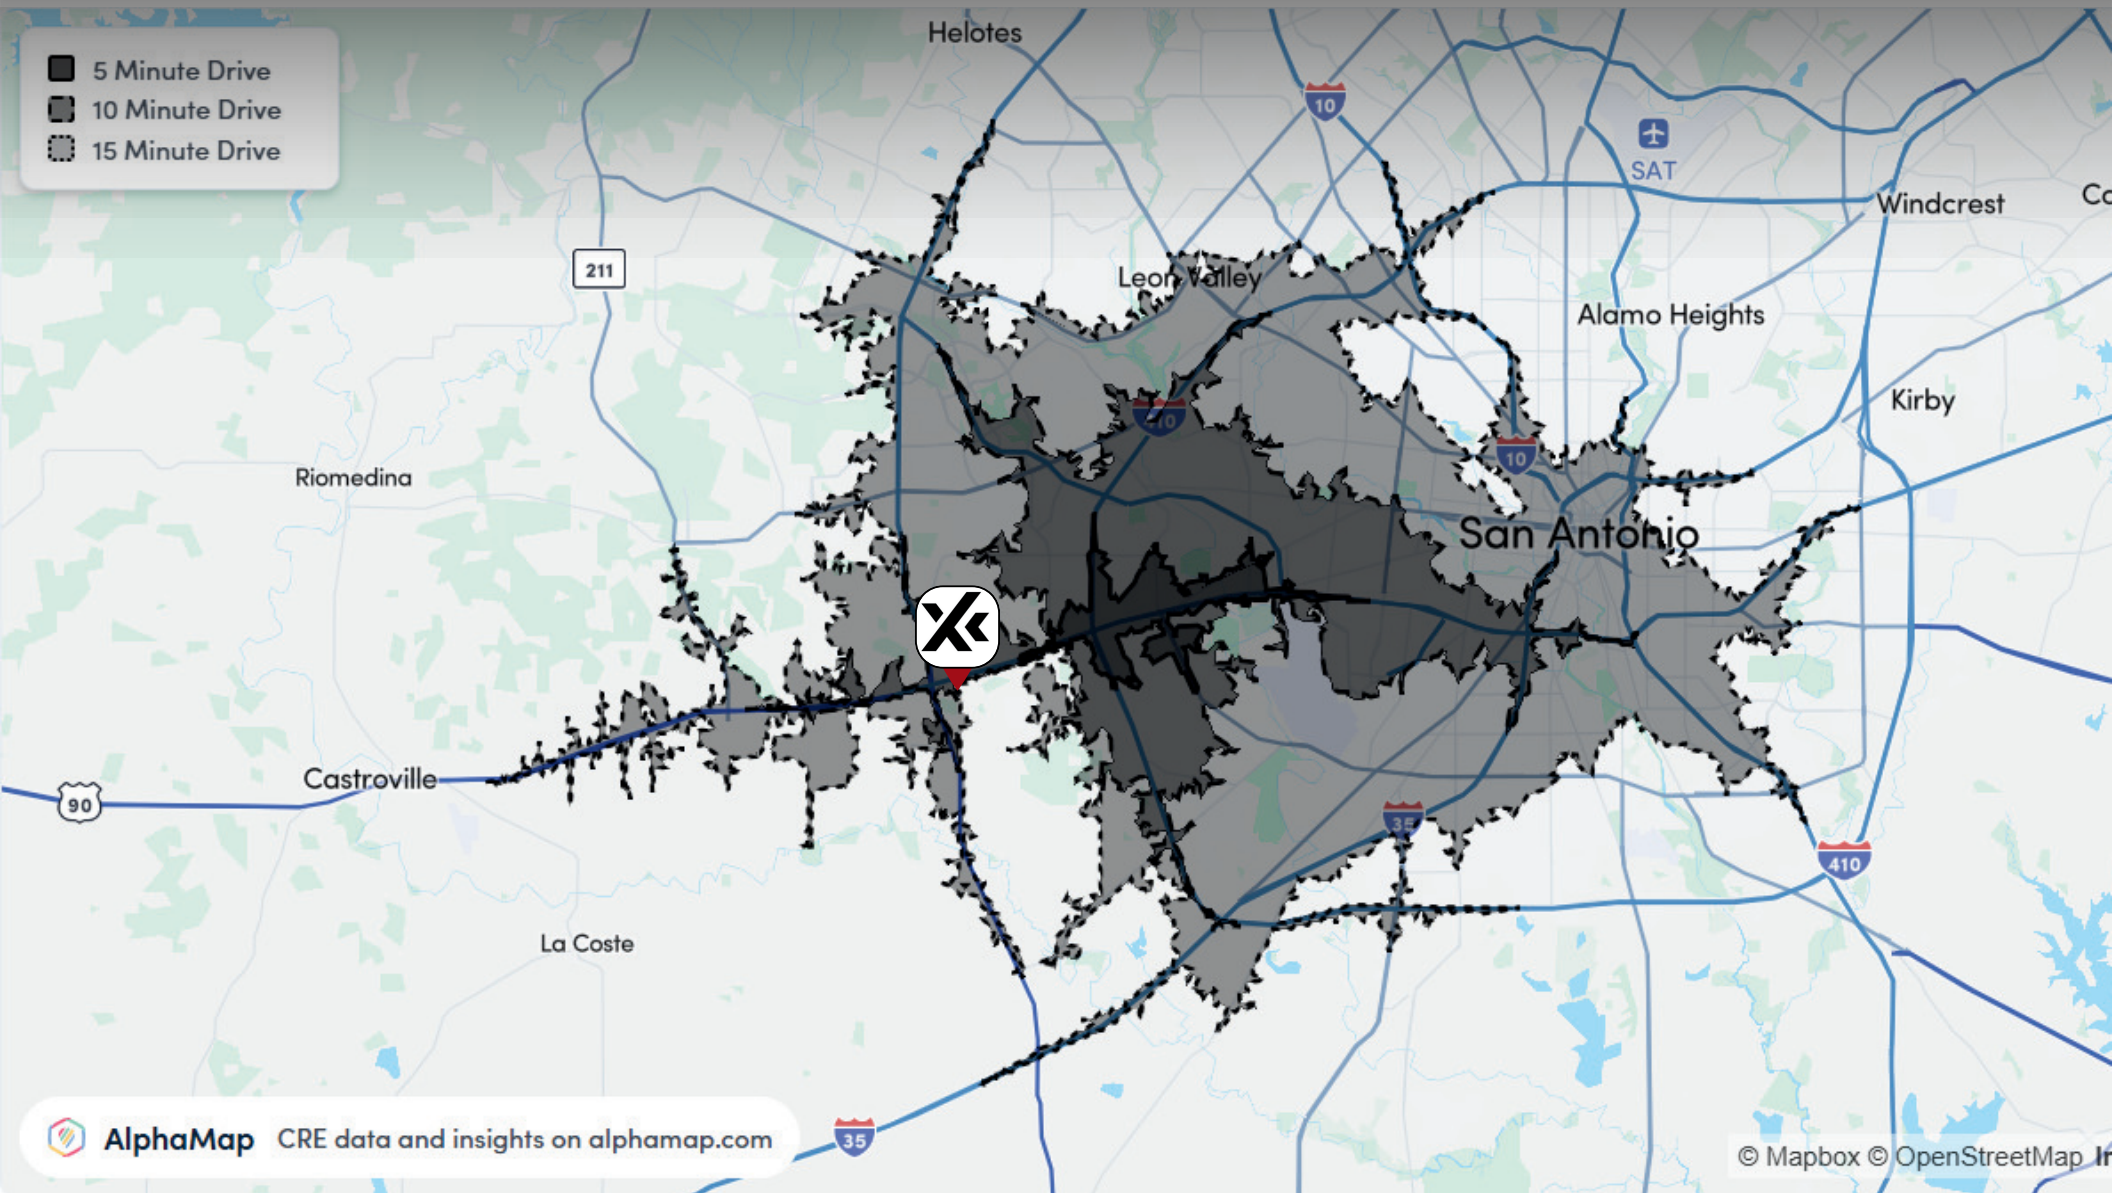 Helotes
5 Minute Drive
10 Minute Drive
15 Minute Drive
10
SAT
Windcrest
Co
211
Leon Valley
Alamo Heights
Kirby
410
10
Riomedina
San Antonio
Castroville
90
35
410
La Coste
AlphaMap CRE data and insights on alphamap.com
35
© Mapbox © OpenStreetMap